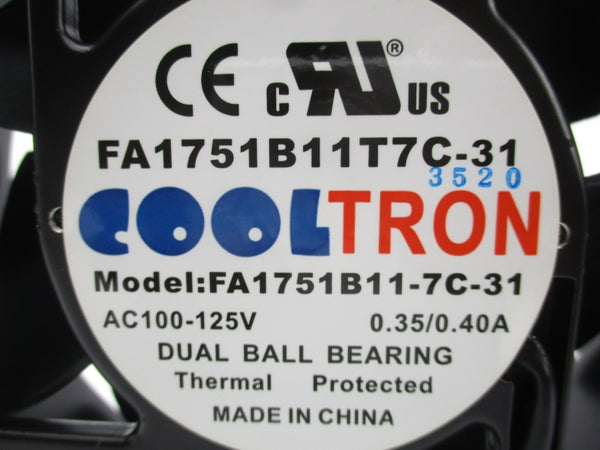 CE c RU ® US
FA1751B11T7C-31
3520
COOLTRON
Model:FA1751B11-7C-31
AC100-125V 0.35/0.40A
DUAL BALL BEARING
Thermal Protected
MADE IN CHINA